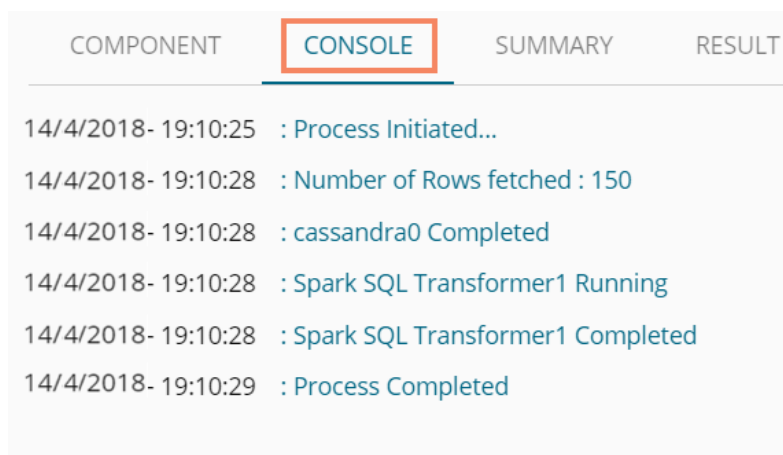 COMPONENT CONSOLE SUMMARY RESULT
14/4/2018- 19:10:25 : Process Initiated...
14/4/2018- 19:10:28 : Number of Rows fetched : 150
14/4/2018- 19:10:28 : cassandra0 Completed
14/4/2018- 19:10:28 : Spark SQL Transformer1 Running
14/4/2018- 19:10:28 : Spark SQL Transformer1 Completed
14/4/2018- 19:10:29 : Process Completed